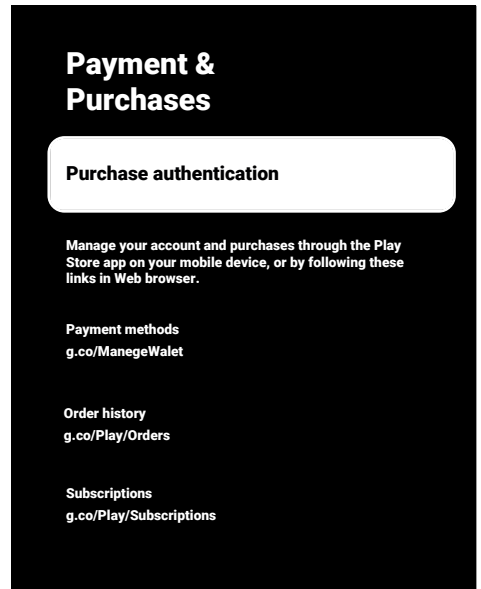 Payment &
Purchases
Purchase authentication
Manage your account and purchases through the Play
Store app on your mobile device, or by following these
links in Web browser.
Payment methods
g.co/ManegeWalet
Order history
g.co/Play/Orders
Subscriptions
g.co/Play/Subscriptions